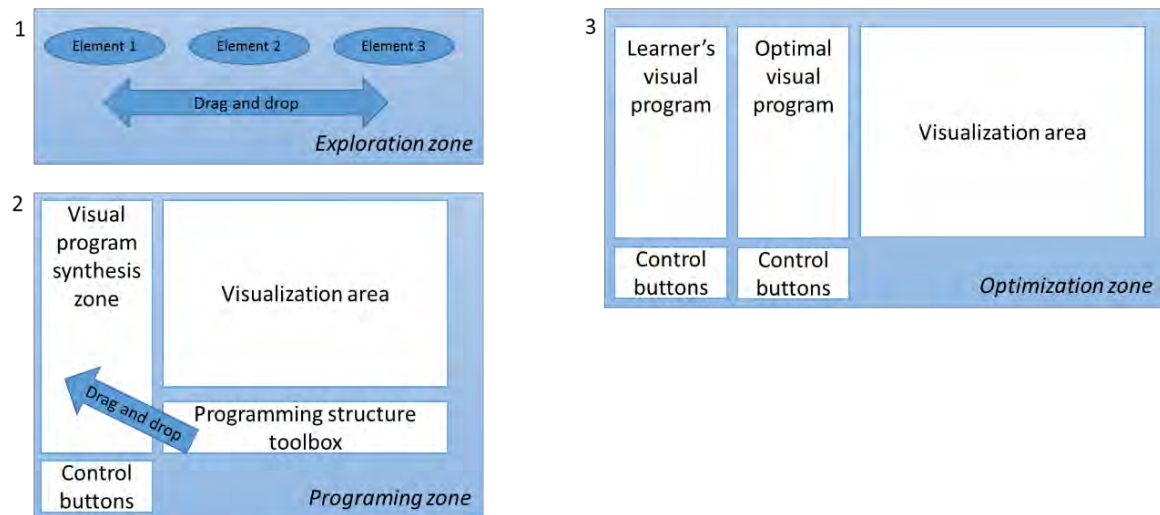 1
Element 1
Element 2
Element 3
Drag and drop
Exploration zone
2
Visual
program
synthesis
zone
Visualization area
Drag and drop
Programming structure
toolbox
Control
buttons
Programing zone
3
Learner's
visual
program
Optimal
visual
program
Visualization area
Control
buttons
Control
buttons
Optimization zone